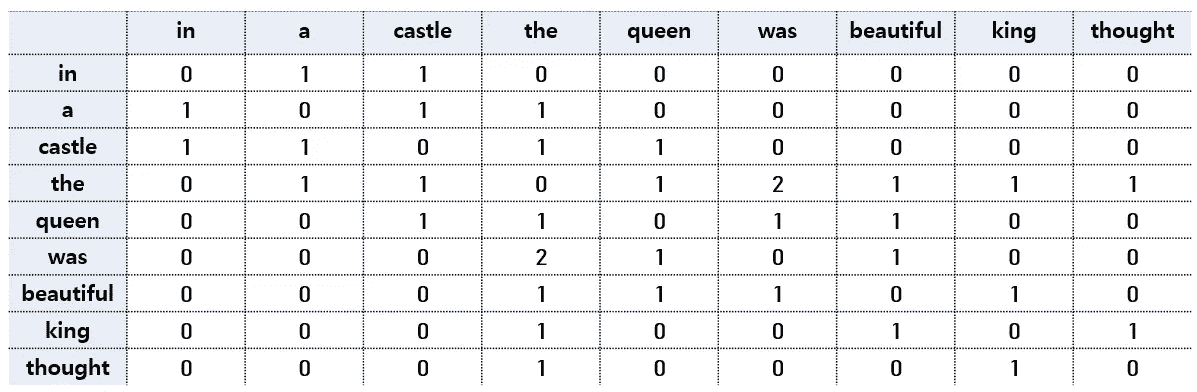 in a castle the queen was beautiful king thought
in 0 1 1 0 0 0 0 0 0
a 1 0 1 1 0 0 0 0 0
castle 1 1 0 1 1 0 0 0 0
the 0 1 1 0 1 2 1 1 1
queen 0 0 1 1 0 1 1 0 0
was 0 0 0 2 1 0 1 0 0
beautiful 0 0 0 1 1 1 0 1 0
king 0 0 0 1 0 0 1 0 1
thought 0 0 0 1 0 0 0 1 0